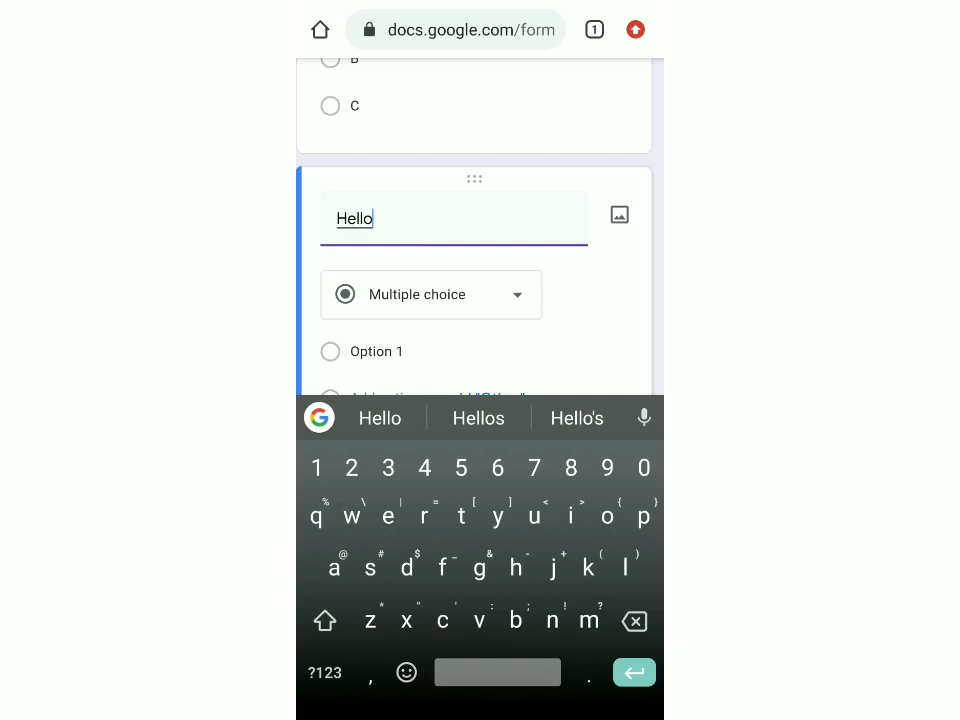 docs.google.com/form
1
B
C
Hello
Multiple choice
Option 1
Hello Hellos Hello's
1 2 3 4 5 6 7 8 9 0
% \ | = [ ] < > { }
q w e r t y u i o p
@ # $ _ & - + ( )
a s d f g h j k l
* " ' : ; ! ?
z x c v b n m
?123 , .